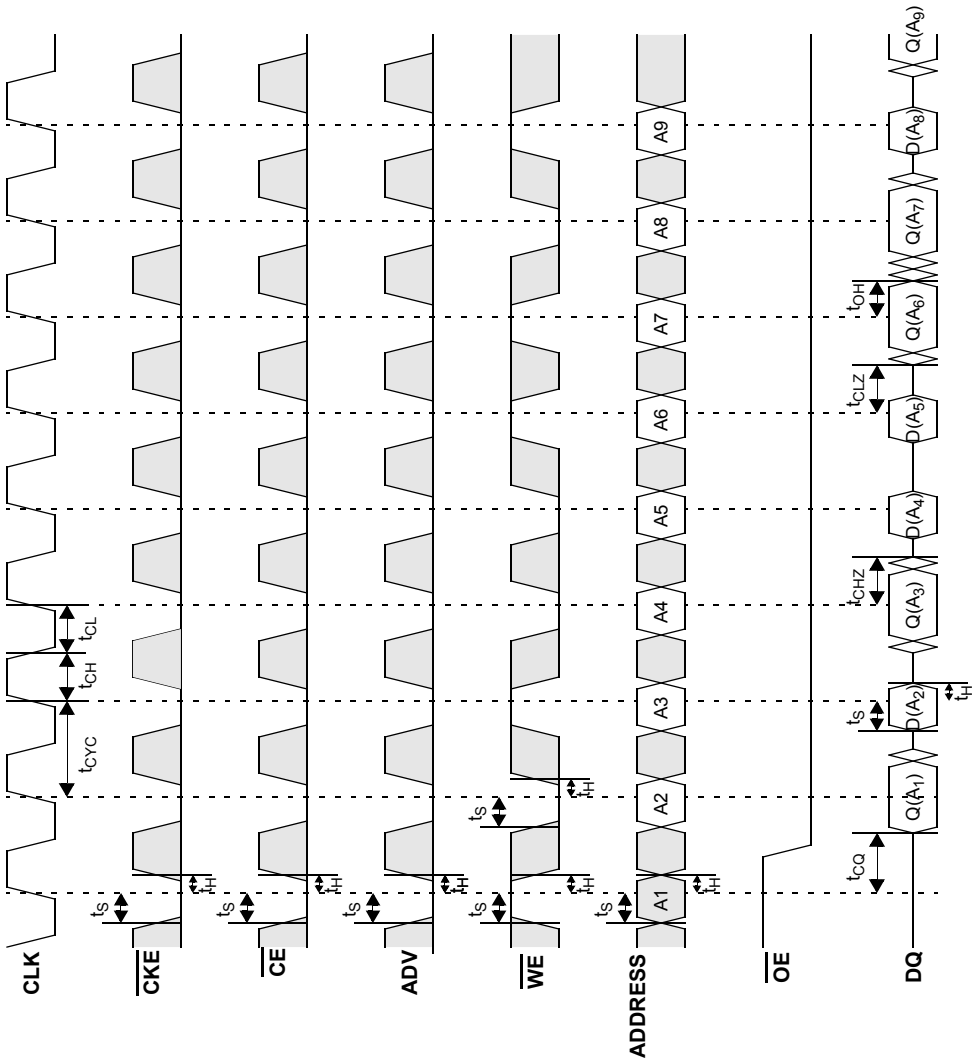 CLK
tCYC
tCH
tCL
CKE
tS
tH
CE
tS
tH
ADV
tS
tH
WE
tS
tH
tS
tH
ADDRESS
tS
tH
A1
A2
A3
A4
A5
A6
A7
A8
A9
OE
DQ
tCQ
tS
tH
tCHZ
tCLZ
tOH
Q(A1)
D(A2)
Q(A3)
D(A4)
D(A5)
Q(A6)
Q(A7)
D(A8)
Q(A9)